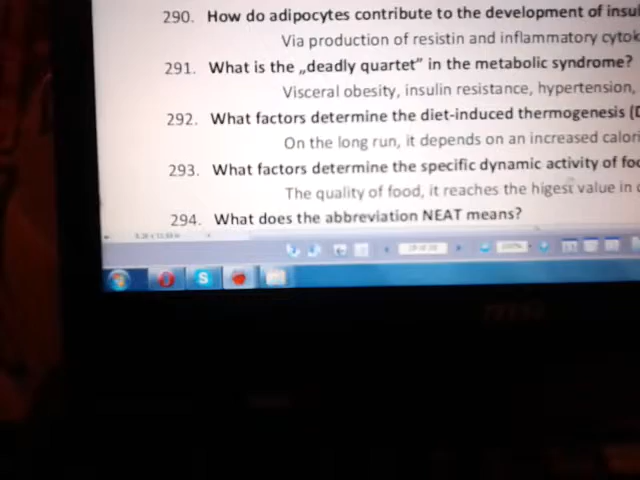 290. How do adipocytes contribute to the development of insul
Via production of resistin and inflammatory cytok
291. What is the „deadly quartet” in the metabolic syndrome?
Visceral obesity, insulin resistance, hypertension,
292. What factors determine the diet-induced thermogenesis (D
On the long run, it depends on an increased calori
293. What factors determine the specific dynamic activity of foo
The quality of food, it reaches the higest value in
294. What does the abbreviation NEAT means?
S